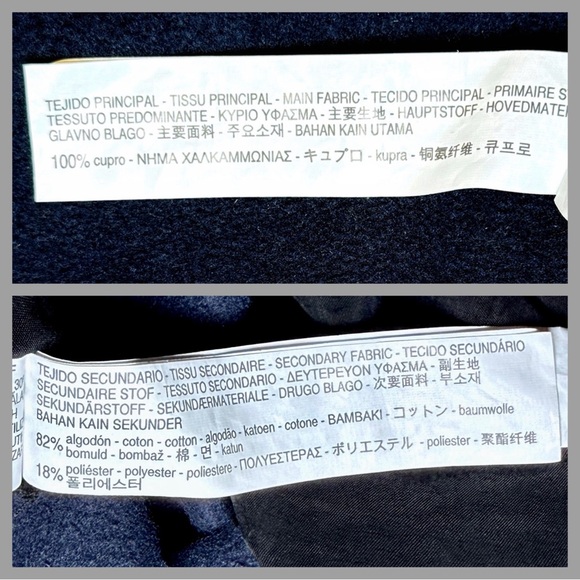 TEJIDO PRINCIPAL - TISSU PRINCIPAL - MAIN FABRIC - TECIDO PRINCIPAL - PRIMAIRE S
TESSUTO PREDOMINANTE - ΚΥΡΙΟ ΥΦΑΣΜΑ - 主要生地 - HAUPTSTOFF - HOVEDMATE
GLAVNO BLAGO - 主要面料 - 주요소재 - BAHAN KAIN UTAMA
100% cupro - ΝΗΜΑ ΧΑΛΚΑΜΜΩΝΙΑΣ - キュプロ - kupra - 铜氨纤维 - 큐프로
TEJIDO SECUNDARIO - TISSU SECONDAIRE - SECONDARY FABRIC - TECIDO SECUNDÁRIO
SECUNDAIRE STOF - TESSUTO SECONDARIO - ΔΕΥΤΕΡΕΥΟΝ ΥΦΑΣΜΑ - 副生地
SEKUNDÄRSTOFF - SEKUNDÆRMATERIALE - DRUGO BLAGO - 次要面料 - 부소재
BAHAN KAIN SEKUNDER
82% algodón - coton - cotton - algodão - katoen - cotone - ΒΑΜΒΑΚΙ - コットン - baumwolle
bomuld - bombaž - 棉 - 면 - katun
18% poliéster - polyester - poliestere - ΠΟΛΥΕΣΤΕΡΑΣ - ポリエステル - poliester - 聚酯纤维
폴리에스터